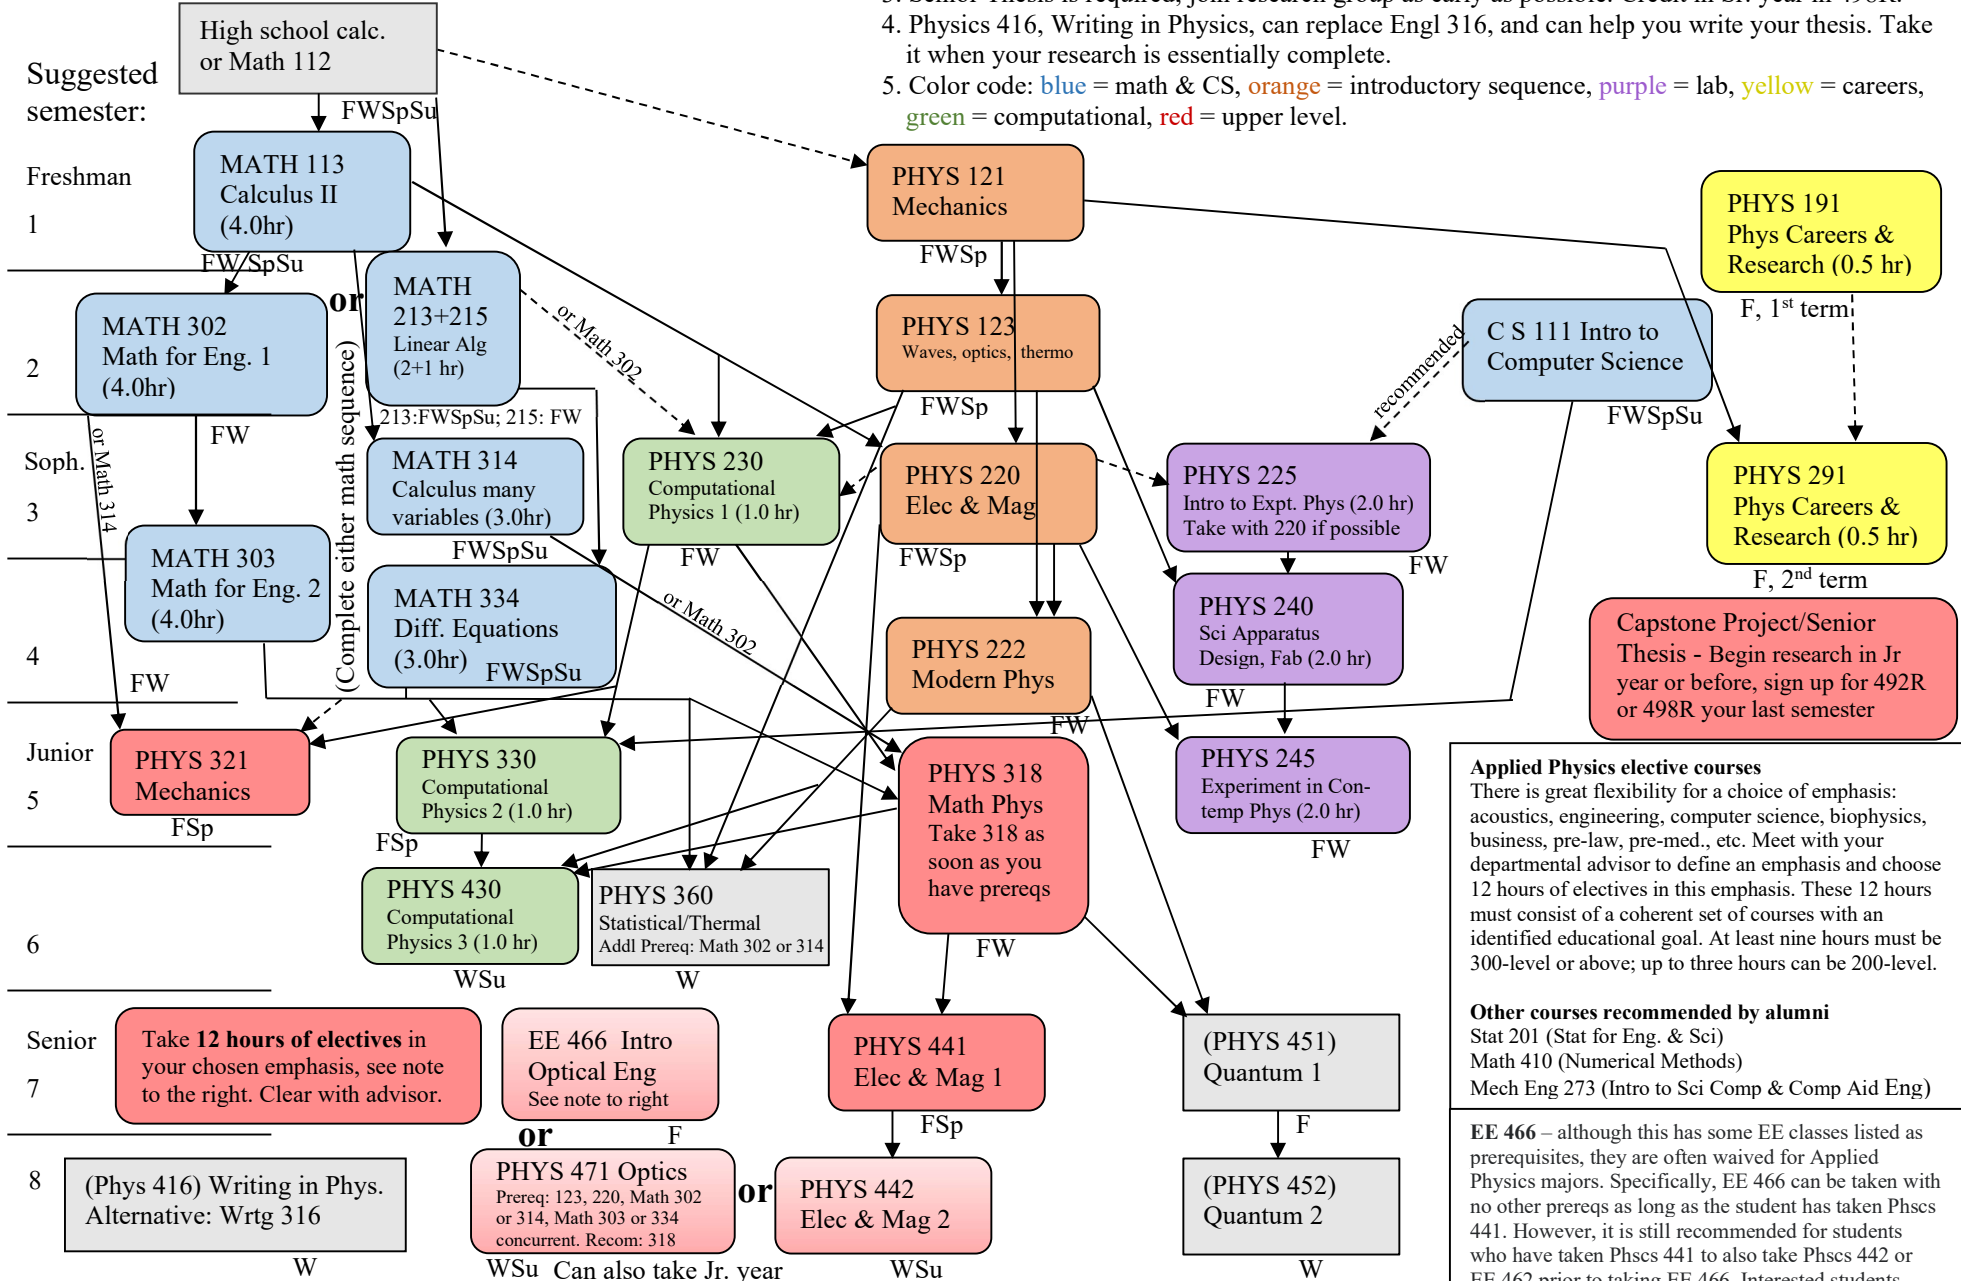 3. Senior Thesis is required, join research group as early as possible. Credit in Sr. year in 498R.
4. Physics 416, Writing in Physics, can replace Engl 316, and can help you write your thesis. Take
it when your research is essentially complete.
5. Color code: blue = math & CS, orange = introductory sequence, purple = lab, yellow = careers,
green = computational, red = upper level.
High school calc.
or Math 112
Suggested
semester:
FWSpSu
Freshman
1
MATH 113
Calculus II
(4.0hr)
FW SpSu
PHYS 121
Mechanics
FWSp
PHYS 191
Phys Careers &
Research (0.5 hr)
F, 1st term
2
MATH 302
Math for Eng. 1
(4.0hr)
FW
or
MATH
213+215
Linear Alg
(2+1 hr)
213:FWSpSu; 215: FW
or Math 302
PHYS 123
Waves, optics, thermo
FWSp
recommended
C S 111 Intro to
Computer Science
FWSpSu
Soph.
3
or Math 314
(Complete either math sequence)
MATH 314
Calculus many
variables (3.0hr)
FWSpSu
PHYS 230
Computational
Physics 1 (1.0 hr)
FW
PHYS 220
Elec & Mag
FWSp
PHYS 225
Intro to Expt. Phys (2.0 hr)
Take with 220 if possible
FW
PHYS 291
Phys Careers &
Research (0.5 hr)
F, 2nd term
4
MATH 303
Math for Eng. 2
(4.0hr)
FW
MATH 334
Diff. Equations
(3.0hr)
FWSpSu
or Math 302
PHYS 222
Modern Phys
FW
PHYS 240
Sci Apparatus
Design, Fab (2.0 hr)
FW
Capstone Project/Senior
Thesis - Begin research in Jr
year or before, sign up for 492R
or 498R your last semester
Junior
5
PHYS 321
Mechanics
FSp
PHYS 330
Computational
Physics 2 (1.0 hr)
FSp
PHYS 318
Math Phys
Take 318 as
soon as you
have prereqs
FW
PHYS 245
Experiment in Con-
temp Phys (2.0 hr)
FW
6
PHYS 430
Computational
Physics 3 (1.0 hr)
WSu
PHYS 360
Statistical/Thermal
Addl Prereq: Math 302 or 314
W
Applied Physics elective courses
There is great flexibility for a choice of emphasis:
acoustics, engineering, computer science, biophysics,
business, pre-law, pre-med., etc. Meet with your
departmental advisor to define an emphasis and choose
12 hours of electives in this emphasis. These 12 hours
must consist of a coherent set of courses with an
identified educational goal. At least nine hours must be
300-level or above; up to three hours can be 200-level.
Other courses recommended by alumni
Stat 201 (Stat for Eng. & Sci)
Math 410 (Numerical Methods)
Mech Eng 273 (Intro to Sci Comp & Comp Aid Eng)
Senior
7
Take 12 hours of electives in
your chosen emphasis, see note
to the right. Clear with advisor.
EE 466 Intro
Optical Eng
See note to right
F
PHYS 441
Elec & Mag 1
FSp
(PHYS 451)
Quantum 1
F
8
(Phys 416) Writing in Phys.
Alternative: Wrtg 316
W
or
PHYS 471 Optics
Prereq: 123, 220, Math 302
or 314, Math 303 or 334
concurrent. Recom: 318
WSu Can also take Jr. year
or
PHYS 442
Elec & Mag 2
WSu
(PHYS 452)
Quantum 2
W
EE 466 – although this has some EE classes listed as
prerequisites, they are often waived for Applied
Physics majors. Specifically, EE 466 can be taken with
no other prereqs as long as the student has taken Phscs
441. However, it is still recommended for students
who have taken Phscs 441 to also take Phscs 442 or
EE 462 prior to taking EE 466. Interested students